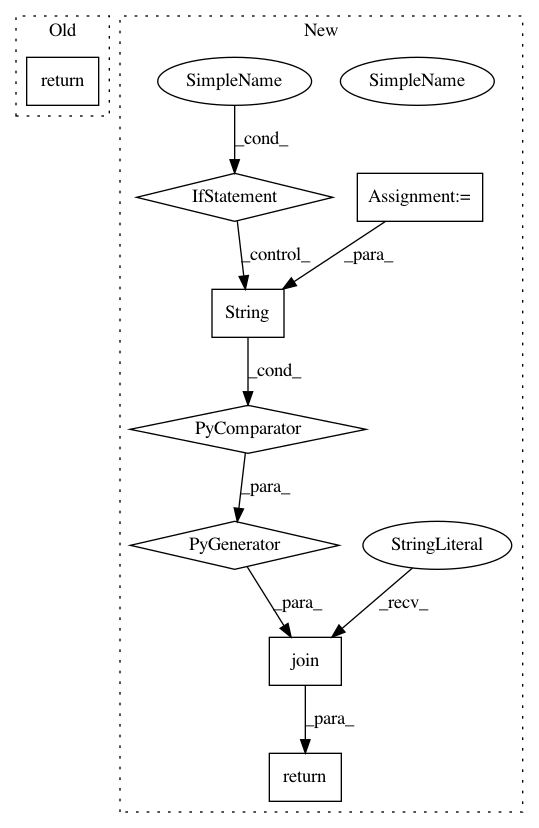 Old
New
return
SimpleName
SimpleName
_cond_
IfStatement
Assignment:=
_control_
_para_
String
_cond_
PyComparator
_para_
PyGenerator
StringLiteral
_para_
_recv_
join
_para_
return